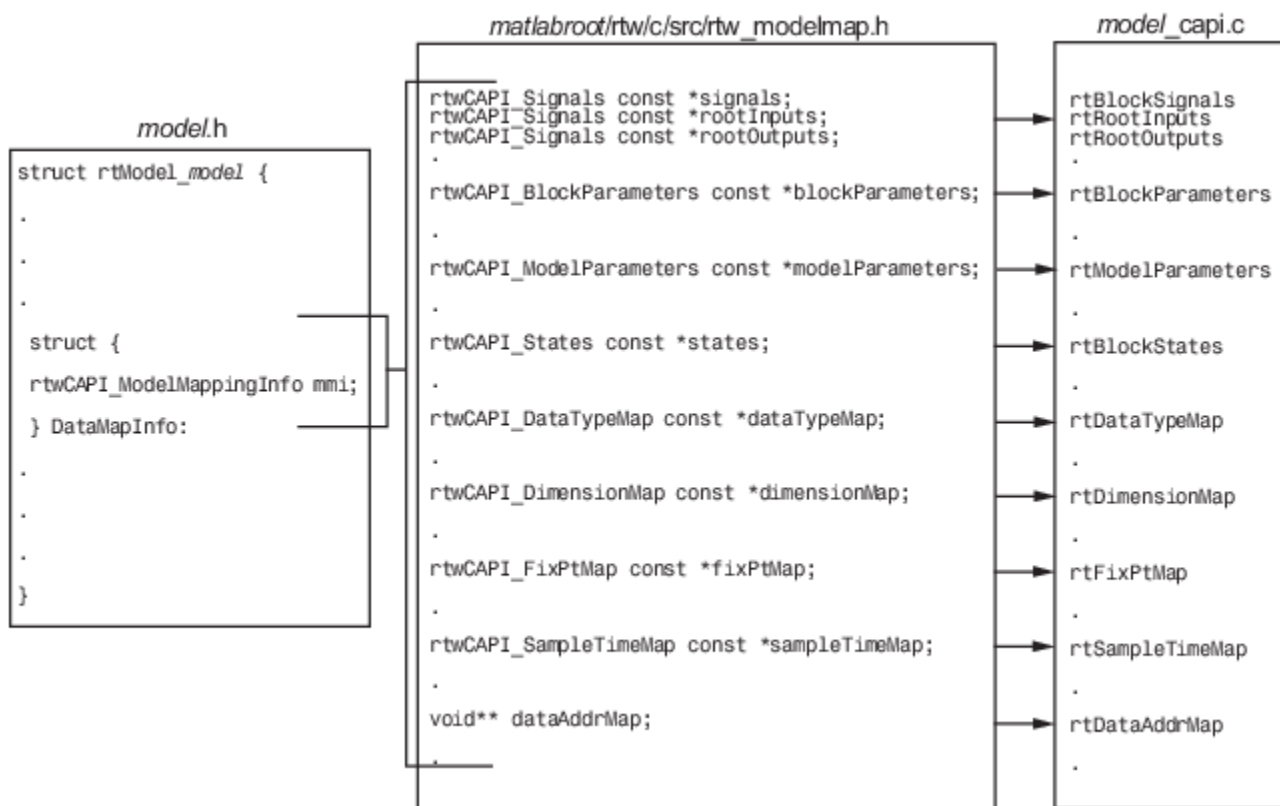 model.h
struct rtModel_model {
.
.
.
struct {
rtwCAPI_ModelMappingInfo mmi;
} DataMapInfo:
.
.
.
}
matlabroot/rtw/c/src/rtw_modelmap.h
rtwCAPI_Signals const *signals;
rtwCAPI_Signals const *rootInputs;
rtwCAPI_Signals const *rootOutputs;
.
rtwCAPI_BlockParameters const *blockParameters;
.
rtwCAPI_ModelParameters const *modelParameters;
.
rtwCAPI_States const *states;
.
rtwCAPI_DataTypeMap const *dataTypeMap;
.
rtwCAPI_DimensionMap const *dimensionMap;
.
rtwCAPI_FixPtMap const *fixPtMap;
.
rtwCAPI_SampleTimeMap const *sampleTimeMap;
.
void** dataAddrMap;
.
model_capi.c
rtBlockSignals
rtRootInputs
rtRootOutputs
.
rtBlockParameters
.
rtModelParameters
.
rtBlockStates
.
rtDataTypeMap
.
rtDimensionMap
.
rtFixPtMap
.
rtSampleTimeMap
.
rtDataAddrMap
.